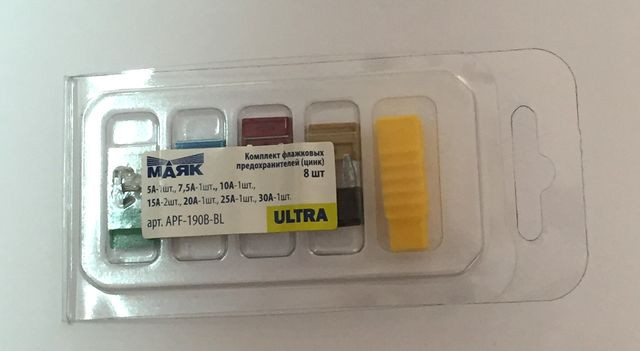 МАЯК
Комплект флажковых
предохранителей (цинк)
8 шт
5А-1шт., 7,5А-1шт., 10А-1шт.,
15А-2шт., 20А-1шт., 25А-1шт., 30А-1шт.
арт. APF-190B-BL
ULTRA